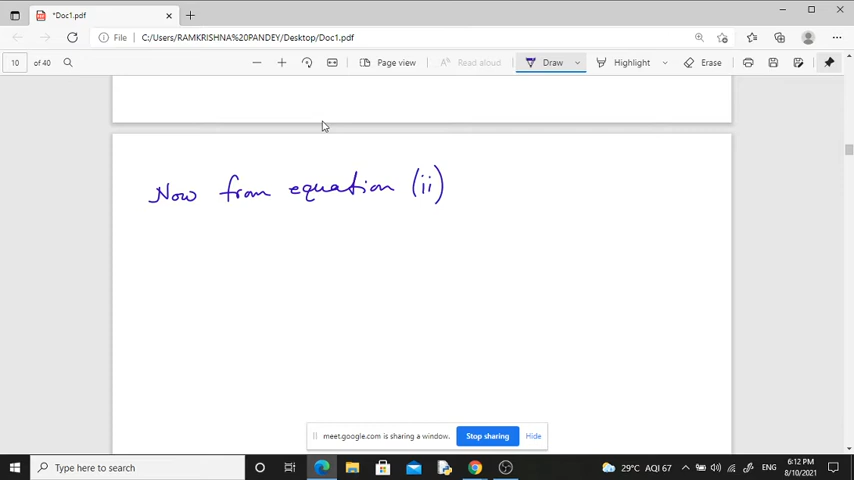 *Doc1.pdf
File C:/Users/RAMKRISHNA%20PANDEY/Desktop/Doc1.pdf
10 of 40 Page view Read aloud Draw Highlight Erase
Now from equation (ii)
meet.google.com is sharing a window. Stop sharing Hide
Type here to search 29°C AQI 67 ENG 6:12 PM
8/10/2021